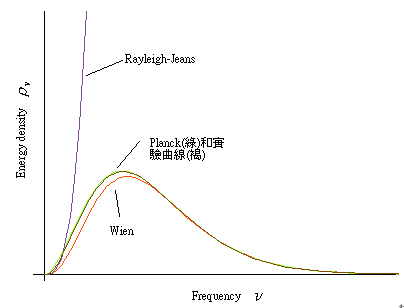 Rayleigh-Jeans
Energy density ρν
Planck(綠)和實
驗曲線(褐)
Wien
Frequency ν